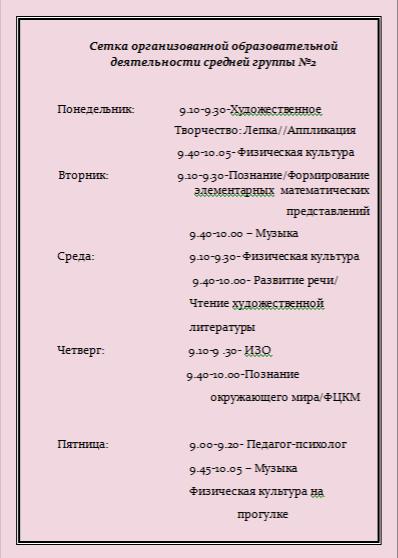 Сетка организованной образовательной
деятельности средней группы №2
Понедельник: 9.10-9.30-Художественное
Творчество: Лепка//Аппликация
9.40-10.05- Физическая культура
Вторник: 9.10-9.30-Познание/Формирование
элементарных математических
представлений
9.40-10.00 – Музыка
Среда: 9.10-9.30- Физическая культура
9.40-10.00- Развитие речи/
Чтение художественной
литературы
Четверг: 9.10-9 .30- ИЗО
9.40-10.00-Познание
окружающего мира/ФЦКМ
Пятница: 9.00-9.20- Педагог-психолог
9.45-10.05 – Музыка
Физическая культура на
прогулке